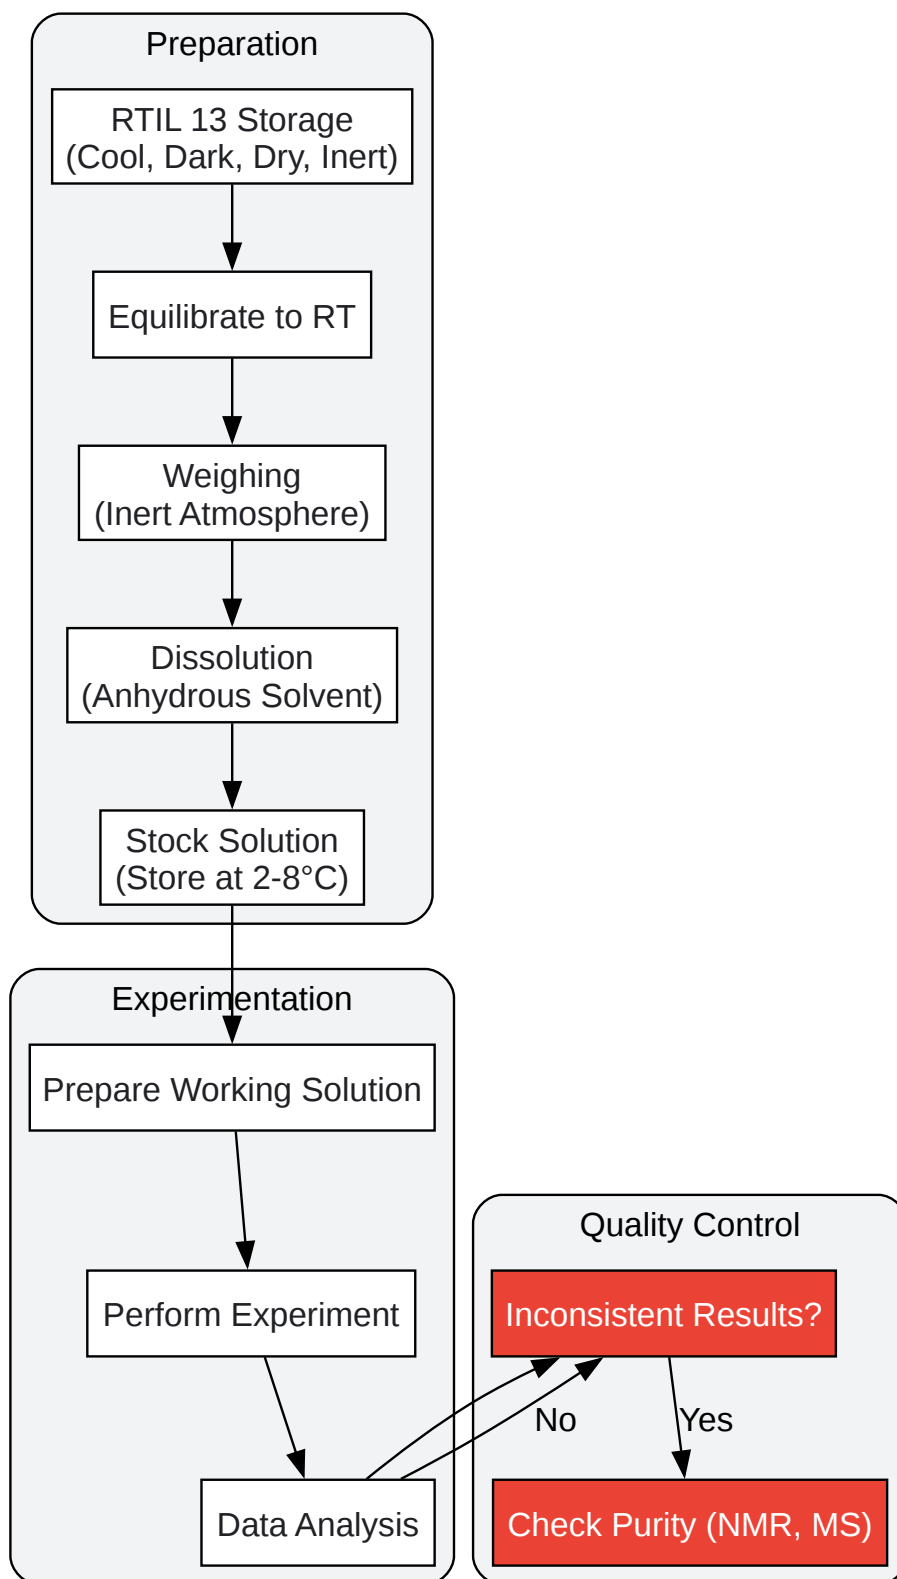 Preparation
RTIL 13 Storage
(Cool, Dark, Dry, Inert)
Equilibrate to RT
Weighing
(Inert Atmosphere)
Dissolution
(Anhydrous Solvent)
Stock Solution
(Store at 2-8°C)
Experimentation
Prepare Working Solution
Perform Experiment
Data Analysis
Quality Control
Inconsistent Results?
No
Yes
Check Purity (NMR, MS)